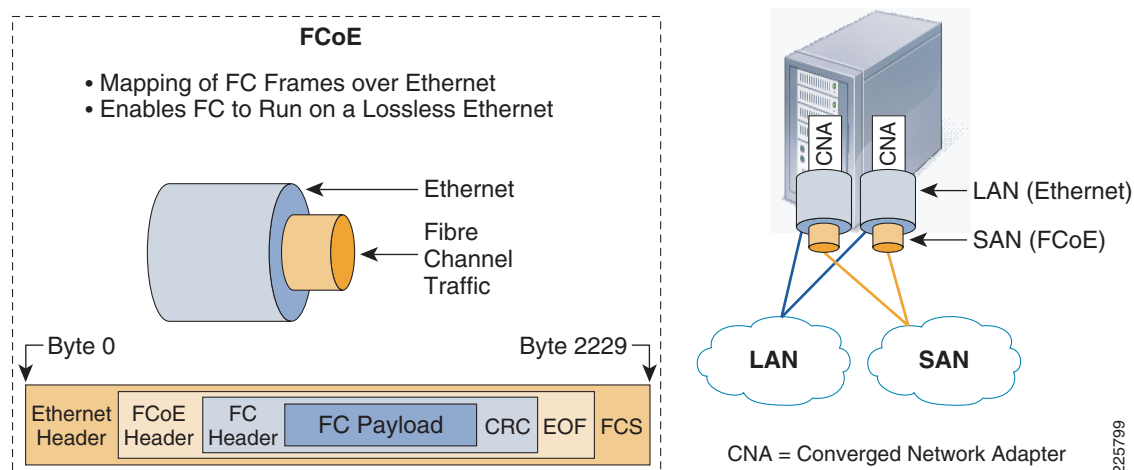 FCoE
• Mapping of FC Frames over Ethernet
• Enables FC to Run on a Lossless Ethernet
Ethernet
Fibre
Channel
Traffic
Byte 0
Byte 2229
Ethernet
Header
FCoE
Header
FC
Header
FC Payload
CRC
EOF
FCS
CNA
CNA
LAN (Ethernet)
SAN (FCoE)
LAN
SAN
CNA = Converged Network Adapter
225799